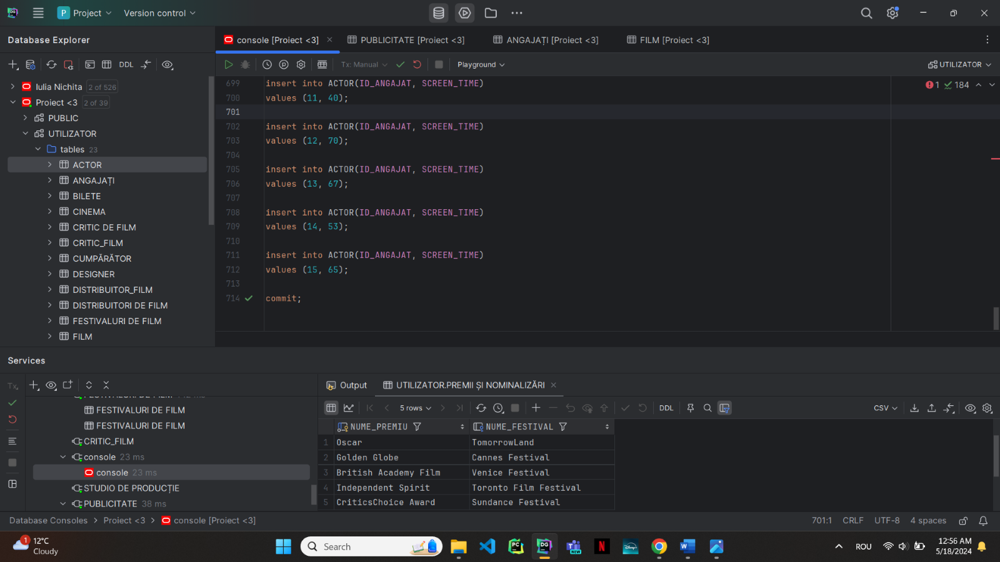 DG
P Project
Version control
Database Explorer
console [Proiect <3]
PUBLICITATE [Proiect <3]
ANGAJAȚI [Proiect <3]
FILM [Proiect <3]
DDL
Tx: Manual
Playground
UTILIZATOR
Iulia Nichita 2 of 526
Proiect <3 2 of 39
PUBLIC
UTILIZATOR
tables 23
ACTOR
ANGAJAȚI
BILETE
CINEMA
CRITIC DE FILM
CRITIC_FILM
CUMPĂRĂTOR
DESIGNER
DISTRIBUITOR_FILM
DISTRIBUITORI DE FILM
FESTIVALURI DE FILM
FILM
1 184
699 insert into ACTOR(ID_ANGAJAT, SCREEN_TIME)
700 values (11, 40);
701
702 insert into ACTOR(ID_ANGAJAT, SCREEN_TIME)
703 values (12, 70);
704
705 insert into ACTOR(ID_ANGAJAT, SCREEN_TIME)
706 values (13, 67);
707
708 insert into ACTOR(ID_ANGAJAT, SCREEN_TIME)
709 values (14, 53);
710
711 insert into ACTOR(ID_ANGAJAT, SCREEN_TIME)
712 values (15, 65);
713
714 commit;
Services
Tx
FESTIVALURI DE FILM
FESTIVALURI DE FILM
CRITIC_FILM
console 23 ms
console 23 ms
STUDIO DE PRODUCȚIE
PUBLICITATE 38 ms
Output
UTILIZATOR.PREMII ȘI NOMINALIZĂRI
5 rows
DDL
CSV
NUME_PREMIU NUME_FESTIVAL
1 Oscar TomorrowLand
2 Golden Globe Cannes Festival
3 British Academy Film Venice Festival
4 Independent Spirit Toronto Film Festival
5 CriticsChoice Award Sundance Festival
Database Consoles > Proiect <3 > console [Proiect <3]
701:1 CRLF UTF-8 4 spaces
1
12°C
Cloudy
Search
PC
DG
NEW
N
Disney+
W
ROU
12:56 AM
5/18/2024